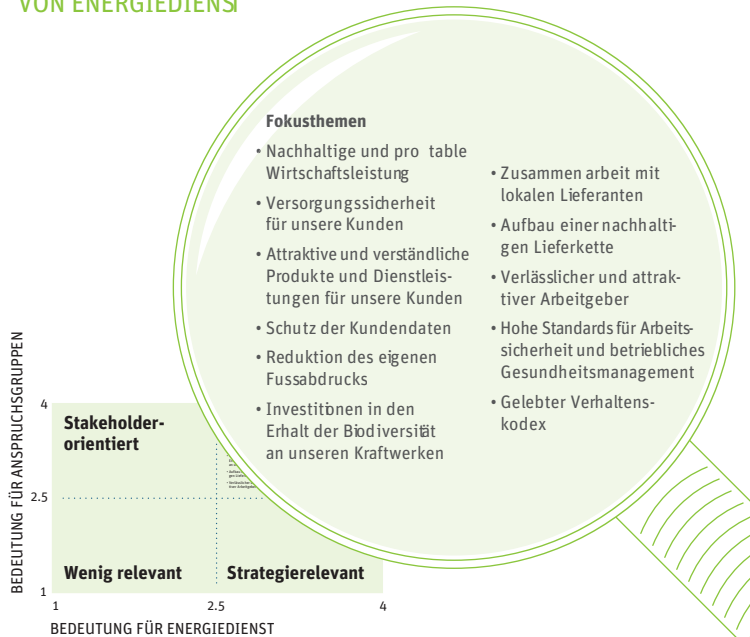 VON ENERGIEDIENST
Fokusthemen
• Nachhaltige und pro table
Wirtschaftsleistung
• Versorgungssicherheit
für unsere Kunden
• Attraktive und verständliche
Produkte und Dienstleis-
tungen für unsere Kunden
• Schutz der Kundendaten
• Reduktion des eigenen
Fussabdrucks
• Investitionen in den
Erhalt der Biodiversität
an unseren Kraftwerken
• Zusammen arbeit mit
lokalen Lieferanten
• Aufbau einer nachhalti-
gen Lieferkette
• Verlässlicher und attrak-
tiver Arbeitgeber
• Hohe Standards für Arbeits-
sicherheit und betriebliches
Gesundheitsmanagement
• Gelebter Verhaltens-
kodex
BEDEUTUNG FÜR ANSPRUCHSGRUPPEN
4
Stakeholder-
orientiert
2.5
Wenig relevant
Strategierelevant
1
1
2.5
4
BEDEUTUNG FÜR ENERGIEDIENST